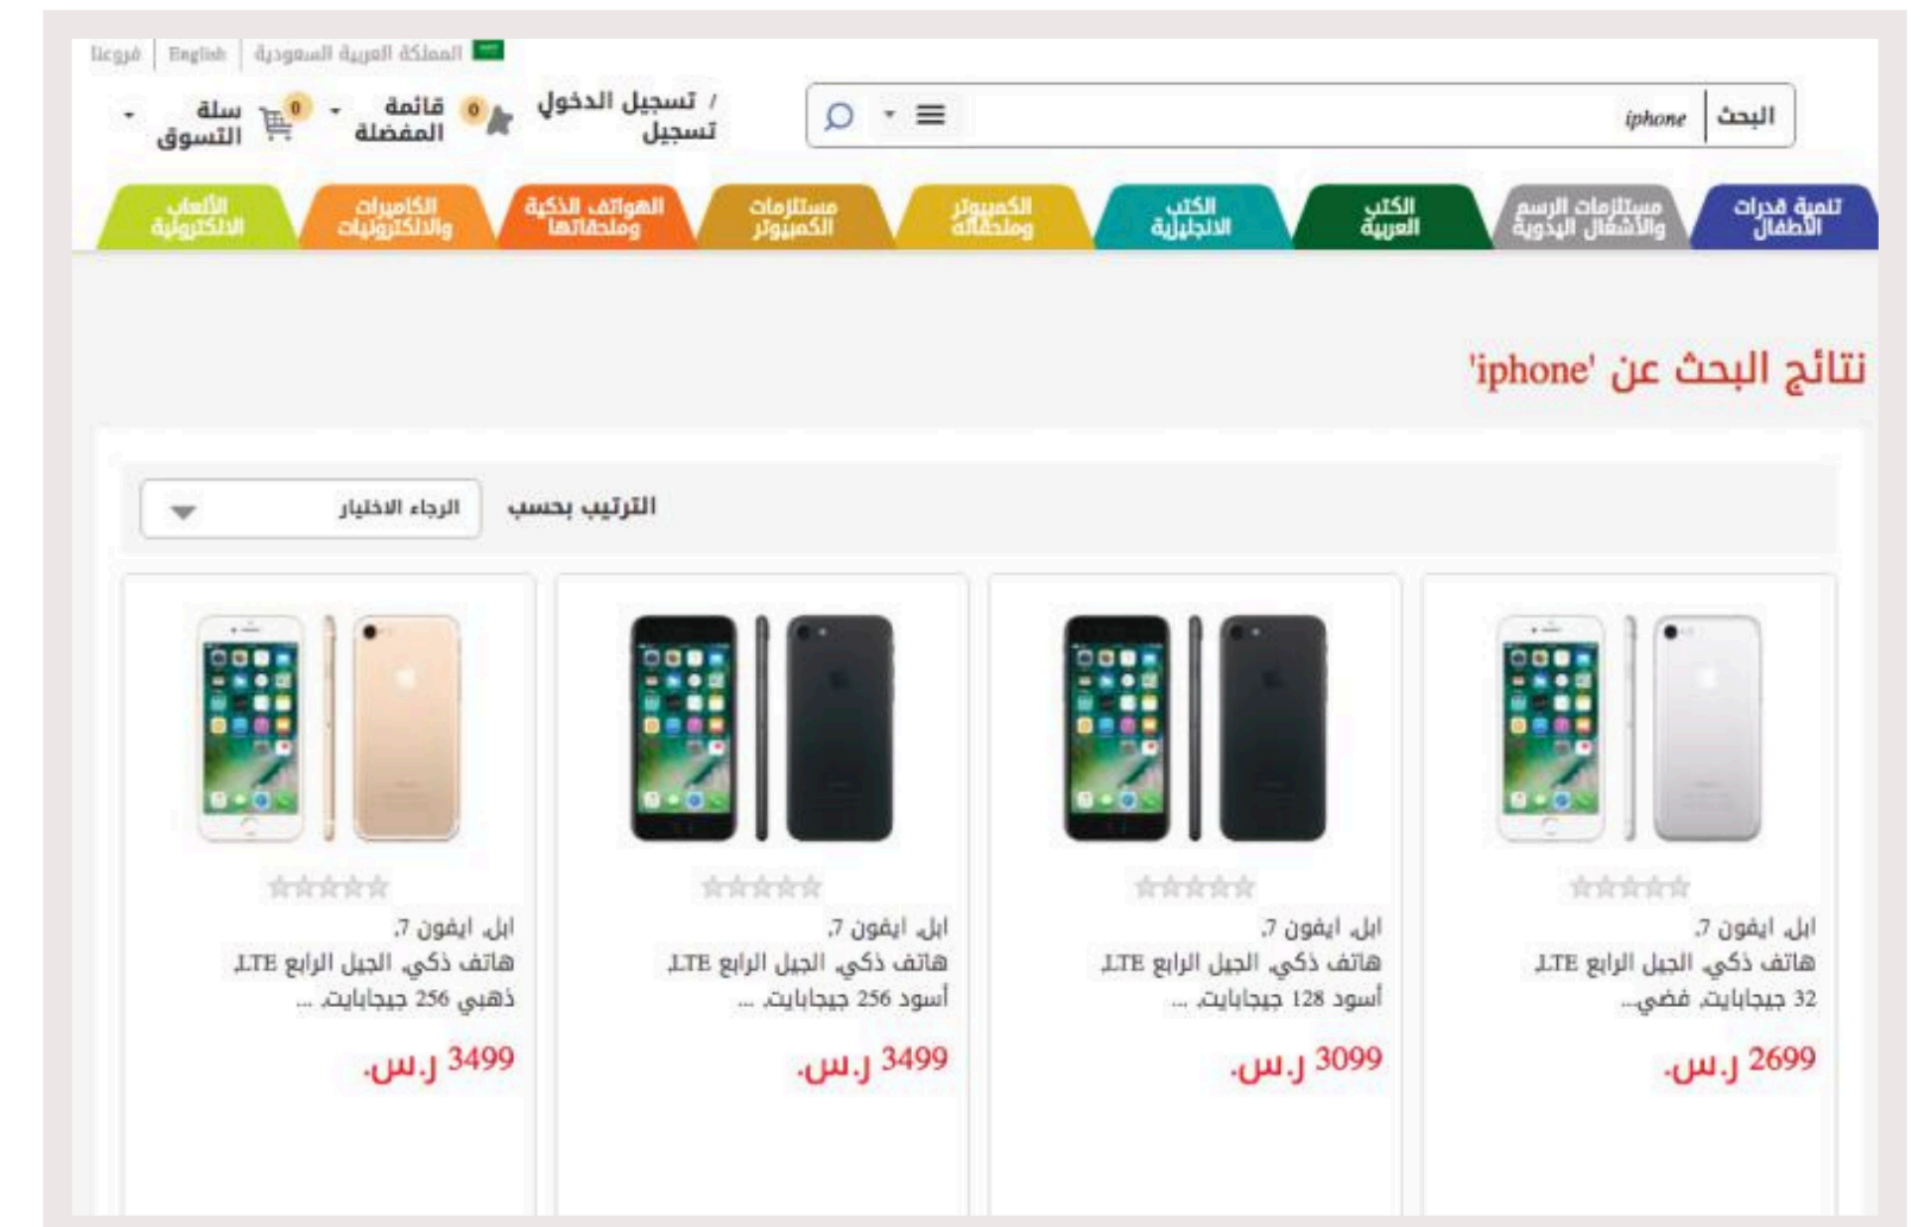 المملكة العربية السعودية | English | فروعنا
البحث | iphone
تسجيل الدخول /
تسجيل
0
قائمة
المفضلة
0
سلة
التسوق
تنمية قدرات
الأطفال
مستلزمات الرسم
والأشغال اليدوية
الكتب
العربية
الكتب
الانجليزية
الكمبيوتر
وملحقاته
مستلزمات
الكمبيوتر
الهواتف الذكية
وملحقاتها
الكاميرات
والالكترونيات
الألعاب
الالكترونية
نتائج البحث عن 'iphone'
الترتيب بحسب
الرجاء الاختيار
ابل، ايفون 7,
هاتف ذكي، الجيل الرابع LTE,
32 جيجابايت, فضي...
2699 ر.س.
ابل، ايفون 7,
هاتف ذكي، الجيل الرابع LTE,
أسود 128 جيجابايت, ...
3099 ر.س.
ابل، ايفون 7,
هاتف ذكي، الجيل الرابع LTE,
أسود 256 جيجابايت, ...
3499 ر.س.
ابل، ايفون 7,
هاتف ذكي، الجيل الرابع LTE,
ذهبي 256 جيجابايت, ...
3499 ر.س.